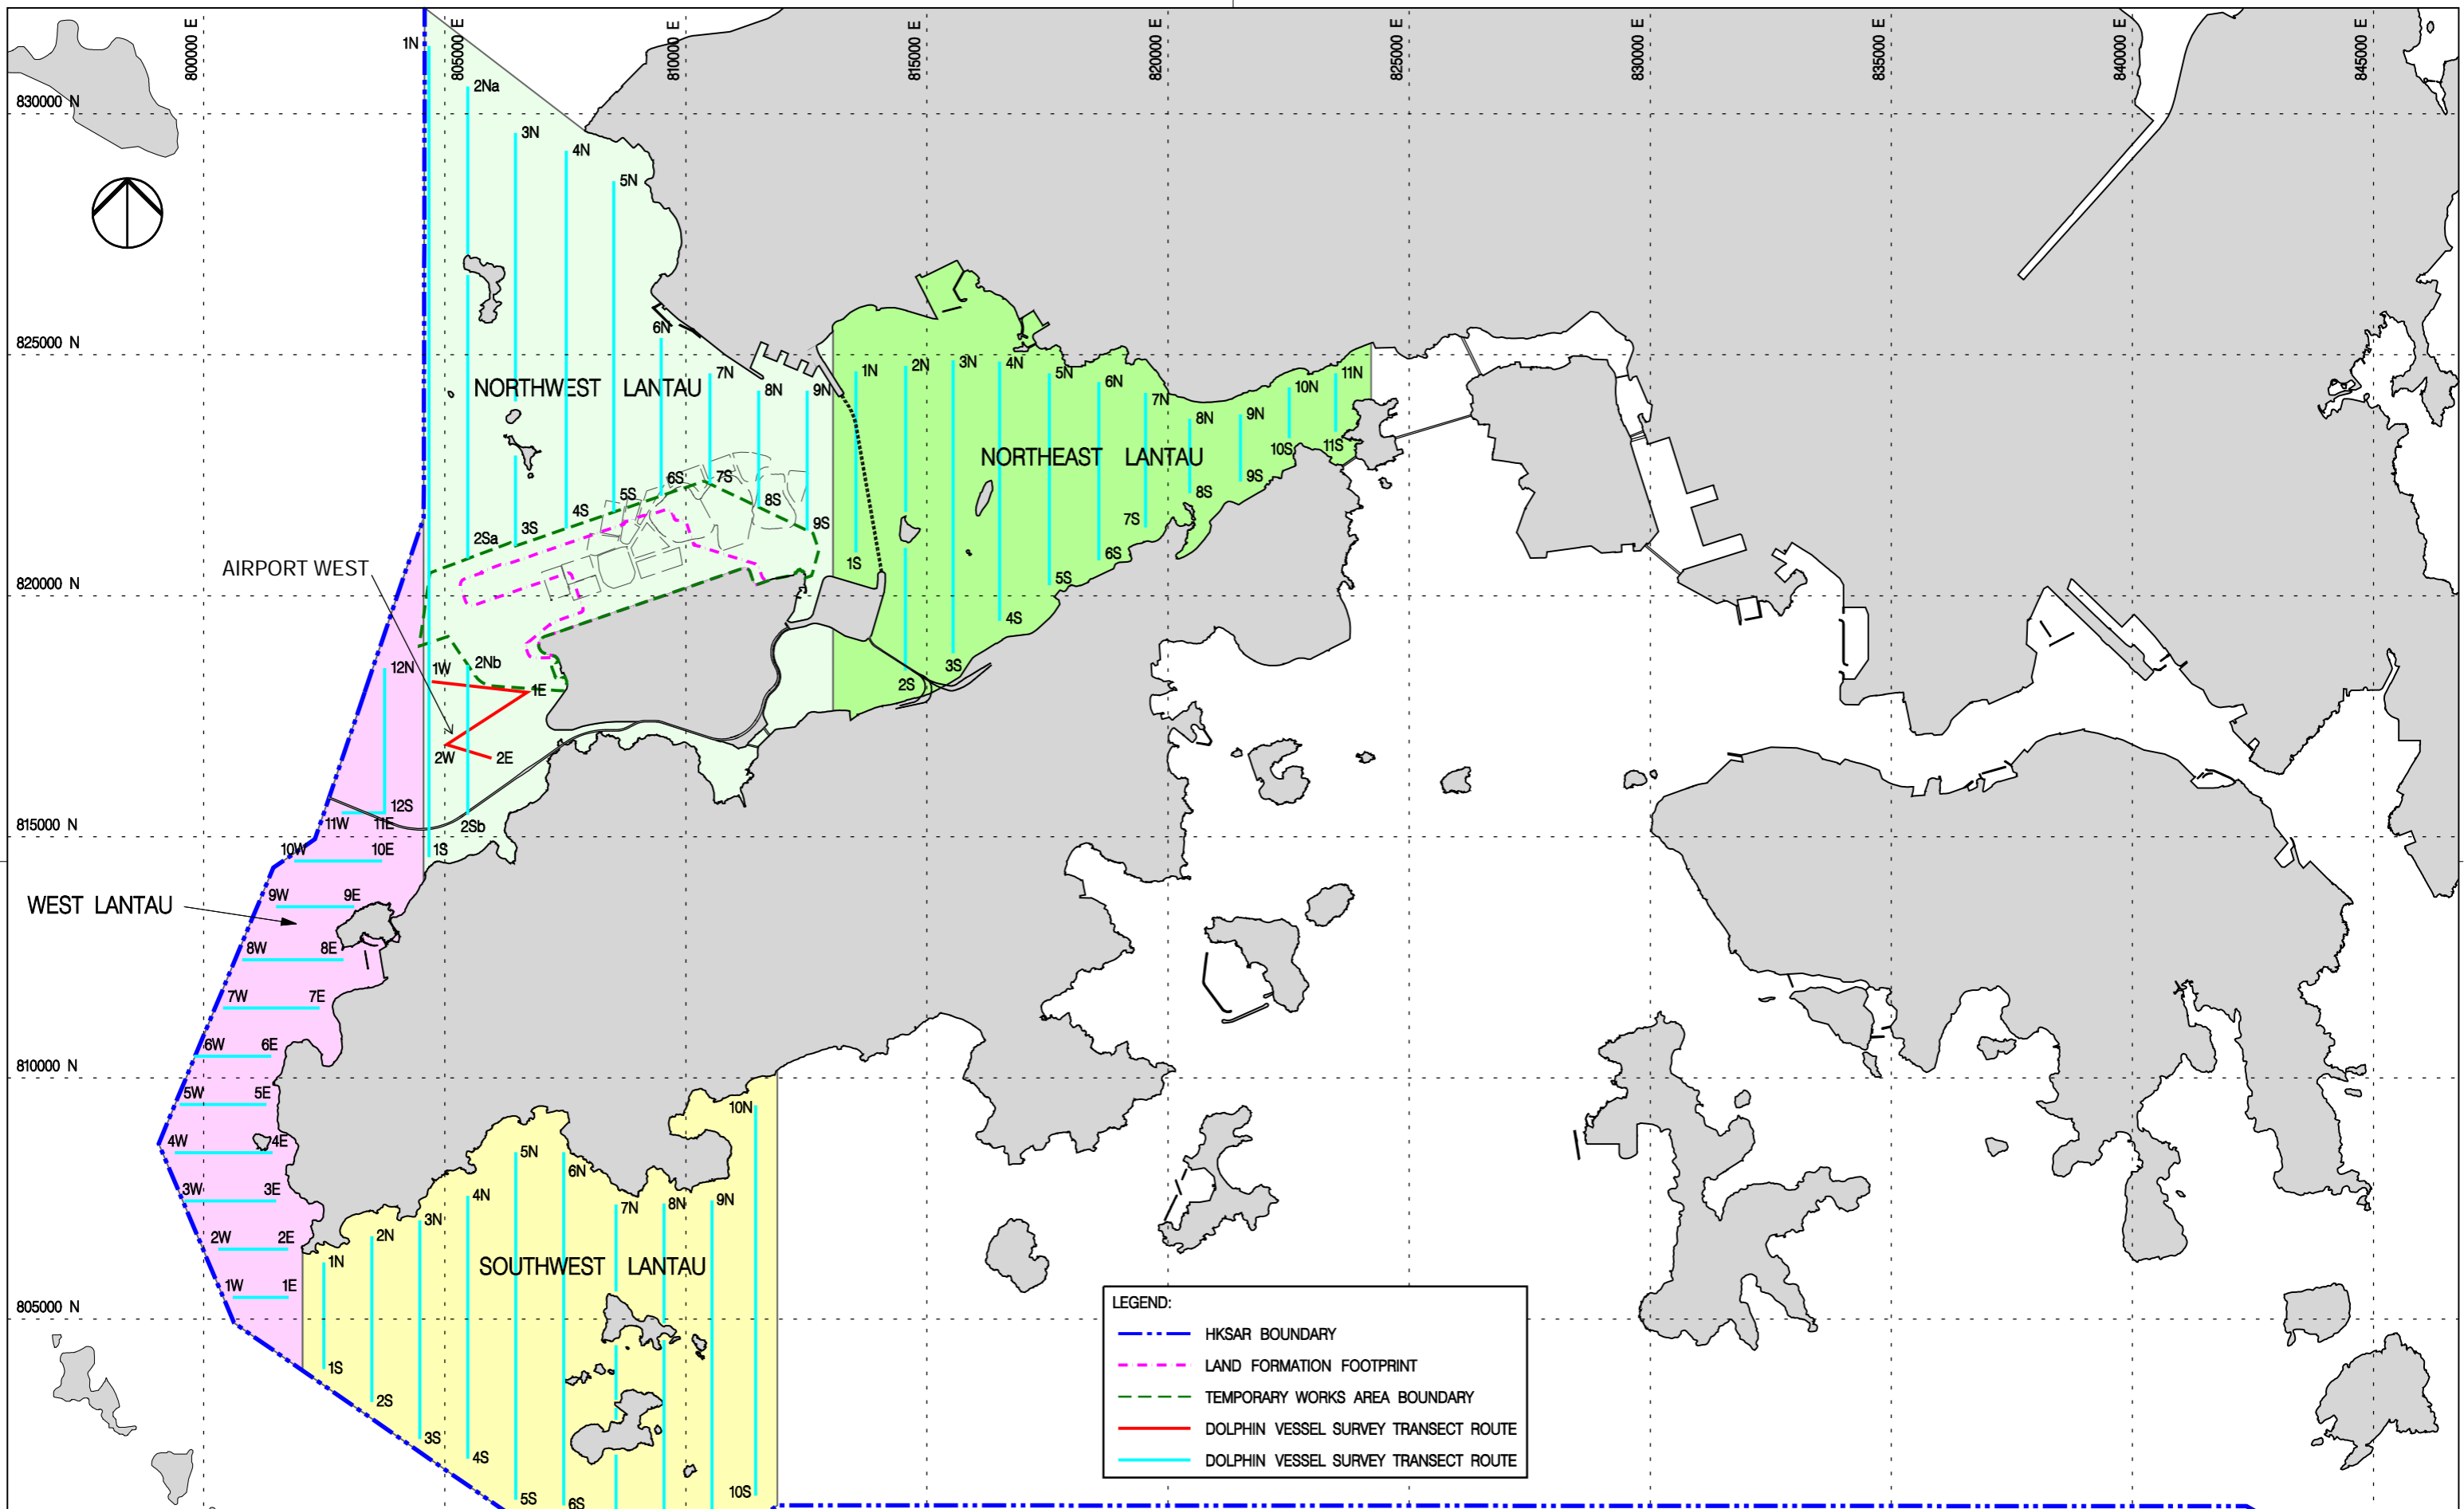 800000 E
805000 E
810000 E
815000 E
820000 E
825000 E
830000 E
835000 E
840000 E
845000 E
830000 N
825000 N
820000 N
815000 N
810000 N
805000 N
1N
2Na
3N
4N
5N
6N
7N
8N
9N
NORTHWEST LANTAU
2Sa
3S
4S
5S
6S
7S
8S
9S
1N
2N
3N
4N
5N
6N
7N
8N
9N
10N
11N
NORTHEAST LANTAU
1S
2S
3S
4S
5S
6S
7S
8S
9S
10S
11S
AIRPORT WEST
1W
2Nb
1E
2W
2E
2Sb
1S
12N
12S
11W
11E
10W
10E
WEST LANTAU
9W
9E
8W
8E
7W
7E
6W
6E
5W
5E
4W
4E
3W
3E
2W
2E
1W
1E
1N
2N
3N
4N
5N
6N
7N
8N
9N
10N
SOUTHWEST LANTAU
1S
2S
3S
4S
5S
6S
10S
LEGEND:
HKSAR BOUNDARY
LAND FORMATION FOOTPRINT
TEMPORARY WORKS AREA BOUNDARY
DOLPHIN VESSEL SURVEY TRANSECT ROUTE
DOLPHIN VESSEL SURVEY TRANSECT ROUTE